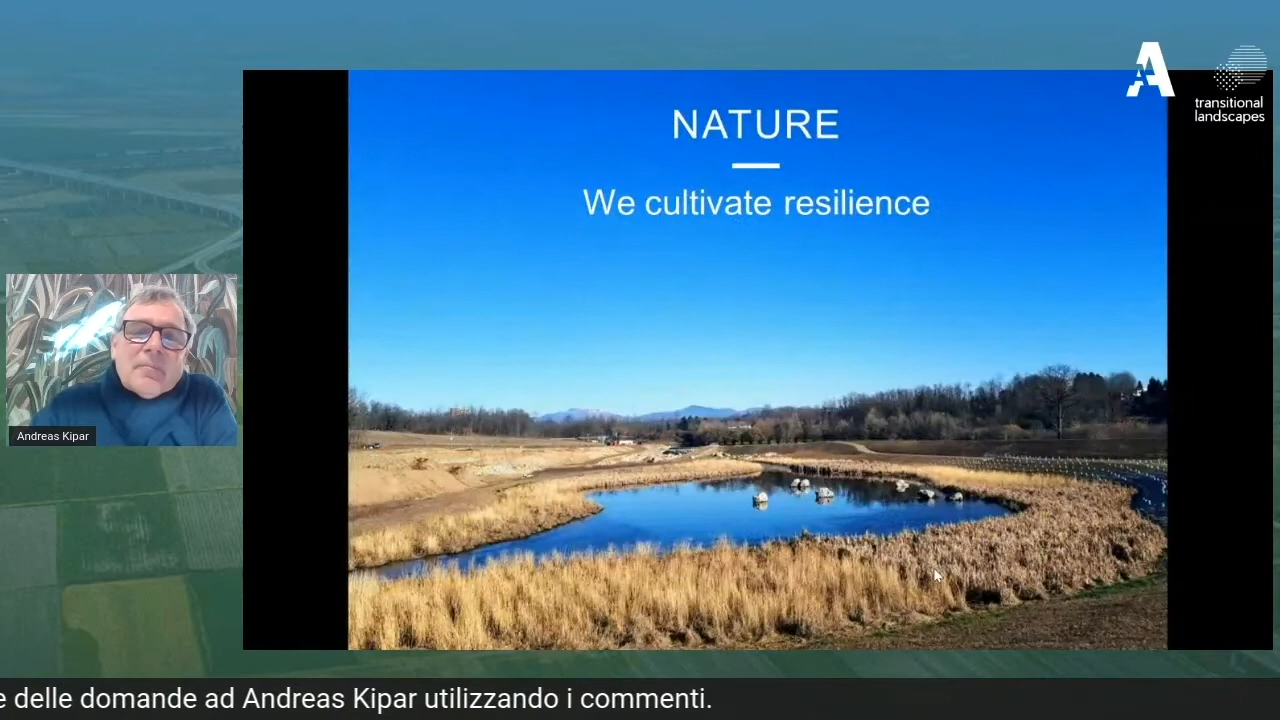 NATURE
We cultivate resilience
A
transitional
landscapes
Andreas Kipar
e delle domande ad Andreas Kipar utilizzando i commenti.